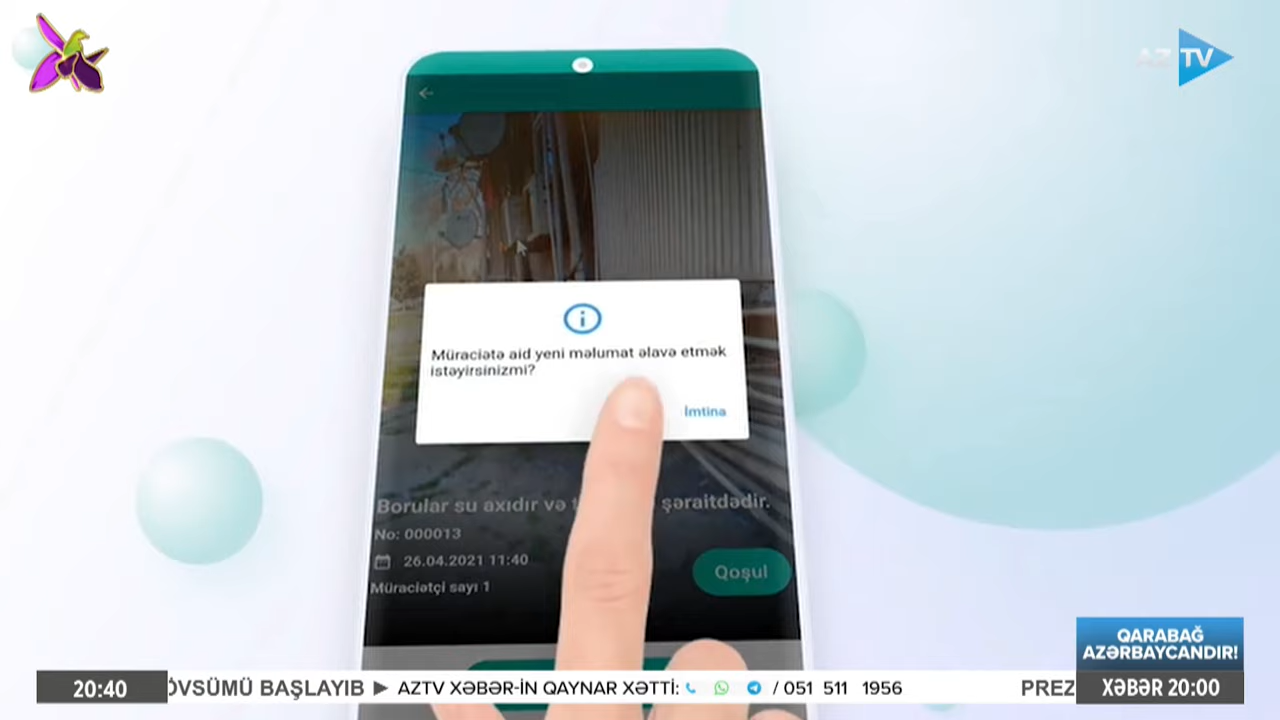 AZTV
Müraciətə aid yeni məlumat əlavə etmək
istəyirsinizmi?
İmtina
Borular su axıdır və şəraitdədir.
No: 000013
26.04.2021 11:40
Müraciətçi sayı 1
Qoşul
QARABAĞ
AZƏRBAYCANDIR!
20:40
ÖVSÜMÜ BAŞLAYIB ▶ AZTV XƏBƏR-İN QAYNAR XƏTTİ: / 051 511 1956
PREZ
XƏBƏR 20:00